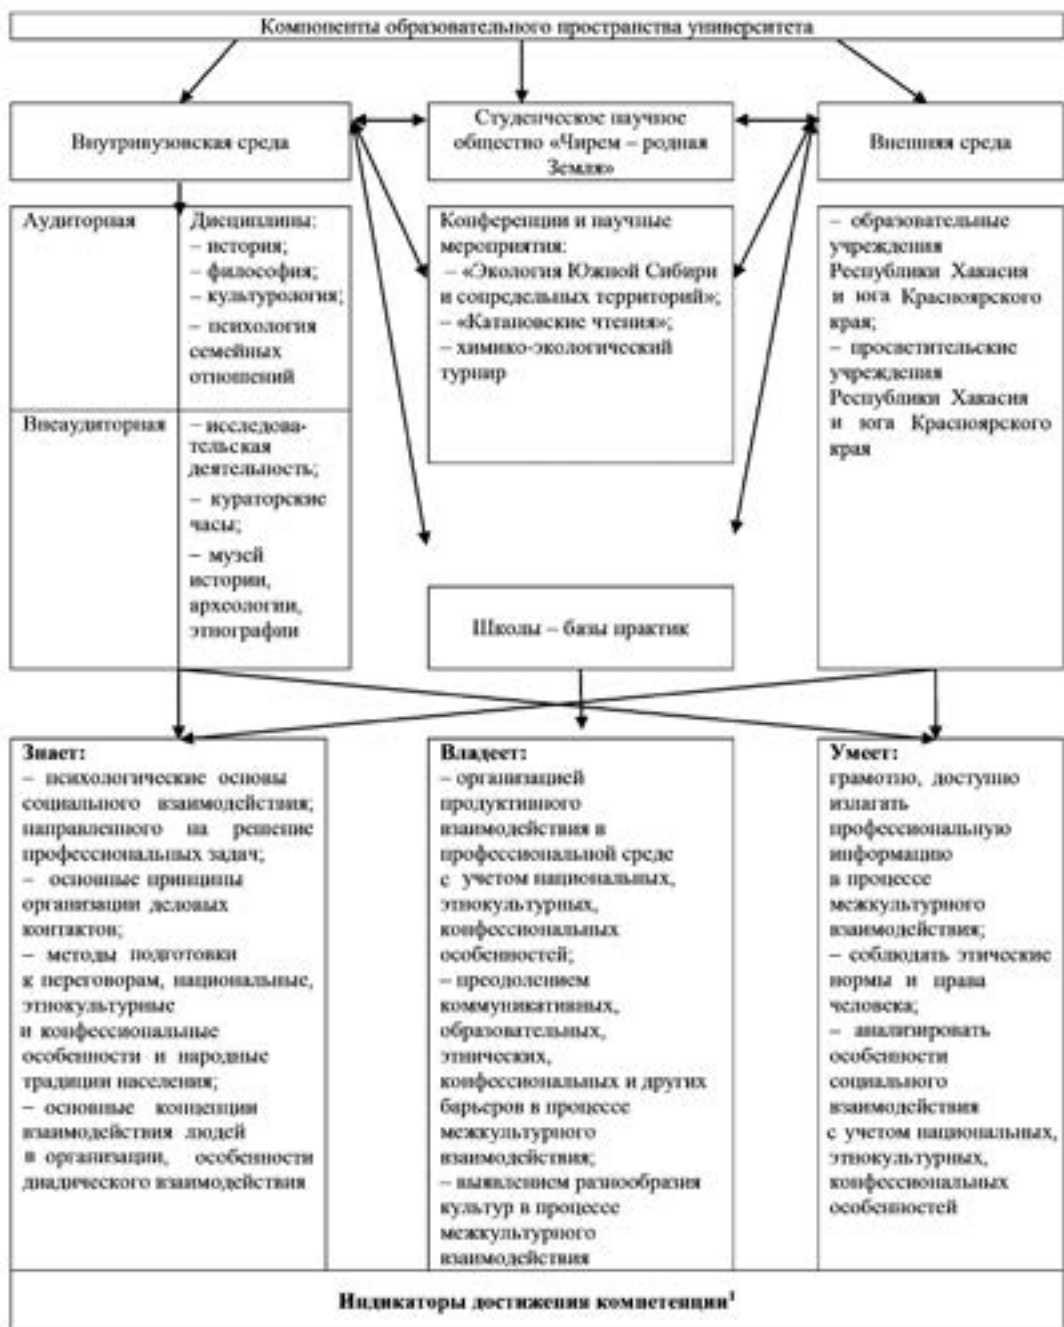 Компоненты образовательного пространства университета
Внутривузовская среда
Студенческое научное
общество «Чирем – родная
Земля»
Внешняя среда
Аудиторная
Дисциплины:
– история;
– философия;
– культурология;
– психология
семейных
отношений
Внеаудиторная
– исследова-
тельская
деятельность;
– кураторские
часы;
– музей
истории,
археологии,
этнографии
Конференции и научные
мероприятия:
– «Экология Южной Сибири
и сопредельных территорий»;
– «Катановские чтения»;
– химико-экологический
турнир
– образовательные
учреждения
Республики Хакасия
и юга Красноярского
края;
– просветительские
учреждения
Республики Хакасия
и юга Красноярского
края
Школы – базы практик
Знает:
– психологические основы
социального взаимодействия;
направленного на решение
профессиональных задач;
– основные принципы
организации деловых
контактов;
– методы подготовки
к переговорам, национальные,
этнокультурные
и конфессиональные
особенности и народные
традиции населения;
– основные концепции
взаимодействия людей
в организации, особенности
диадического взаимодействия
Владеет:
– организацией
продуктивного
взаимодействия в
профессиональной среде
с учетом национальных,
этнокультурных,
конфессиональных
особенностей;
– преодолением
коммуникативных,
образовательных,
этнических,
конфессиональных и других
барьеров в процессе
межкультурного
взаимодействия;
– выявлением разнообразия
культур в процессе
межкультурного
взаимодействия
Умеет:
грамотно, доступно
излагать
профессиональную
информацию
в процессе
межкультурного
взаимодействия;
– соблюдать этические
нормы и права
человека;
– анализировать
особенности
социального
взаимодействия
с учетом национальных,
этнокультурных,
конфессиональных
особенностей
Индикаторы достижения компетенции¹